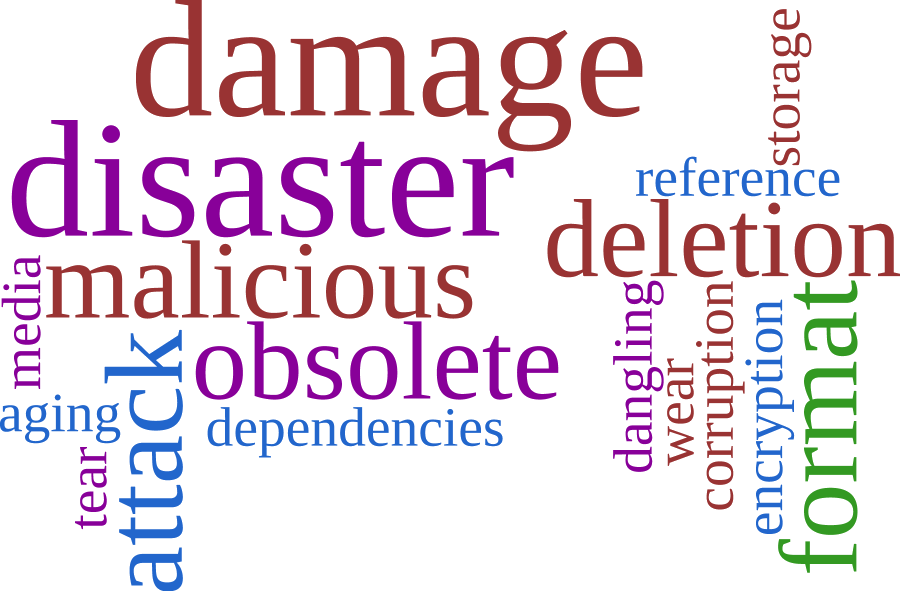 damage
storage
disaster
reference
deletion
malicious
media
obsolete
dangling
wear
corruption
encryption
format
attack
aging
dependencies
tear